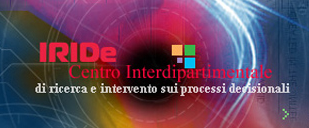 IRIDe
Centro Interdipartimentale
di ricerca e intervento sui processi decisionali